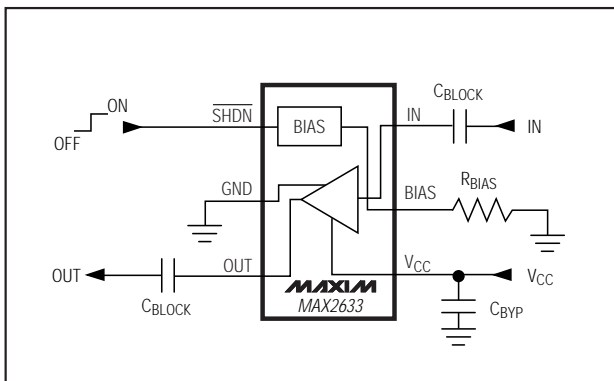 ON
OFF
SHDN
BIAS
IN
CBLOCK
IN
GND
BIAS
RBIAS
OUT
CBLOCK
OUT
VCC
VCC
MAXIM
MAX2633
CBYP